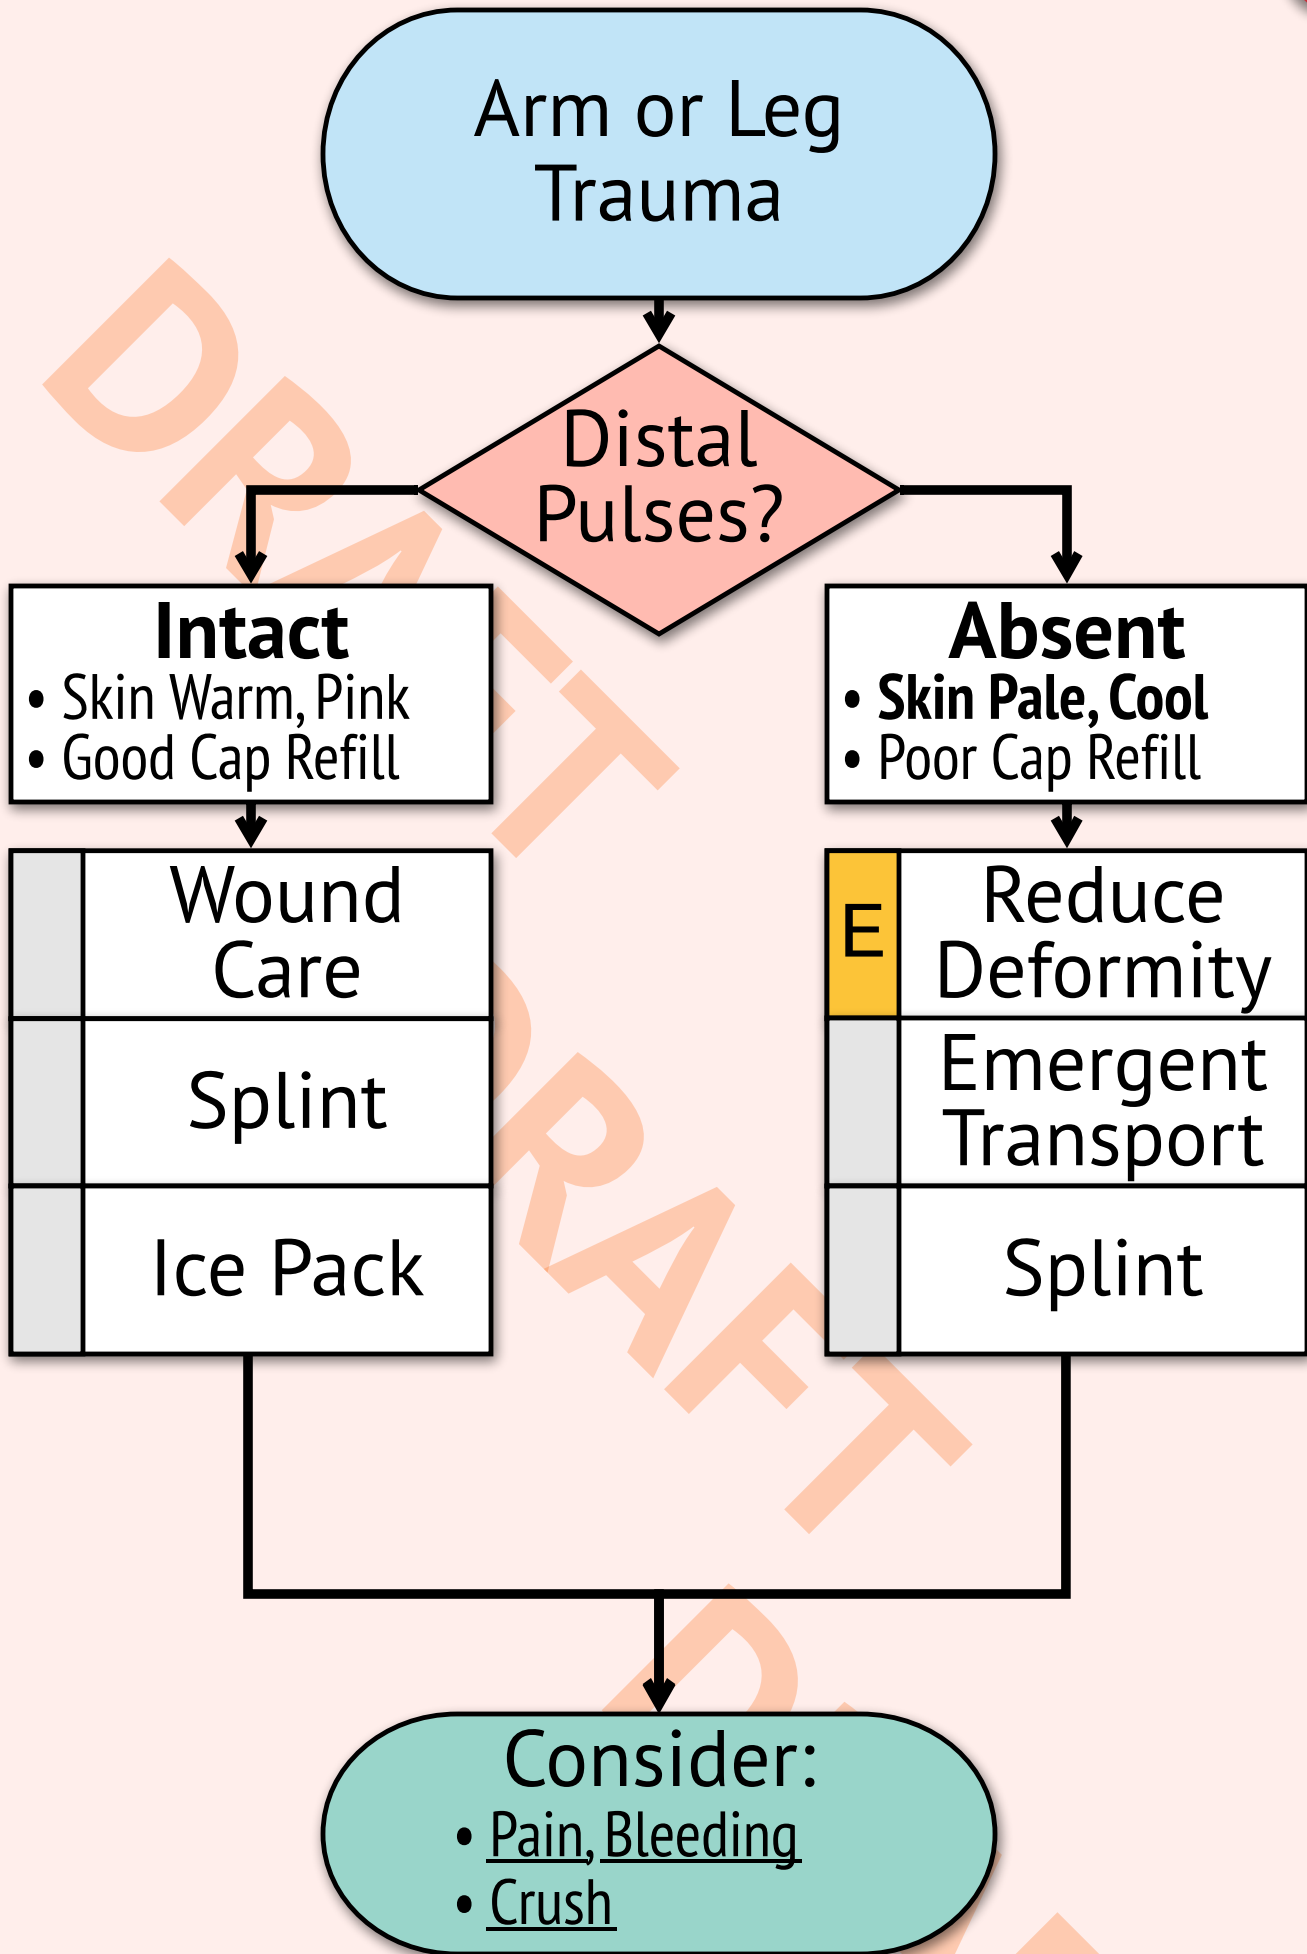 Arm or Leg
Trauma
Distal
Pulses?
Intact
• Skin Warm, Pink
• Good Cap Refill
Absent
• Skin Pale, Cool
• Poor Cap Refill
Wound
Care
Splint
Ice Pack
E
Reduce
Deformity
Emergent
Transport
Splint
Consider:
• Pain, Bleeding
• Crush
DRAFT
DRAFT